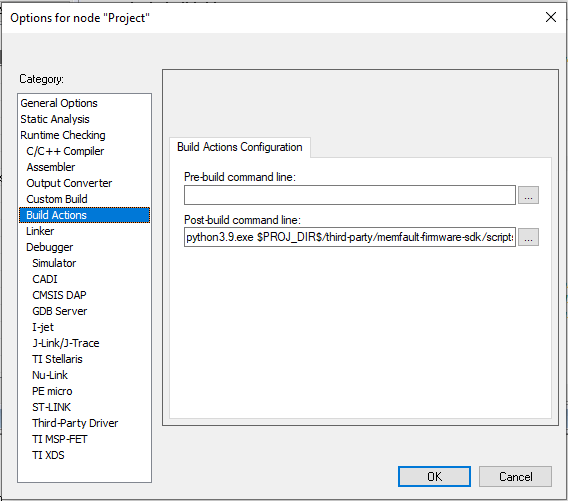 Options for node "Project"
Category:
General Options
Static Analysis
Runtime Checking
C/C++ Compiler
Assembler
Output Converter
Custom Build
Build Actions
Linker
Debugger
Simulator
CADI
CMSIS DAP
GDB Server
I-jet
J-Link/J-Trace
TI Stellaris
Nu-Link
PE micro
ST-LINK
Third-Party Driver
TI MSP-FET
TI XDS
Build Actions Configuration
Pre-build command line:
...
Post-build command line:
python3.9.exe $PROJ_DIR$/third-party/memfault-firmware-sdk/scripts
...
OK
Cancel